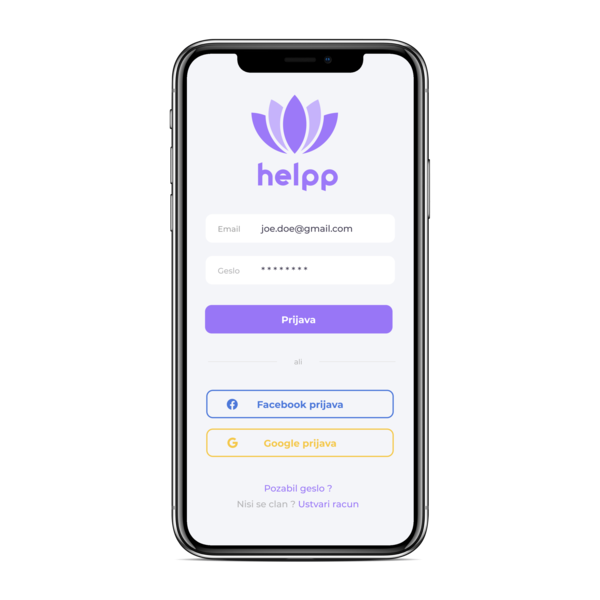 helpp
Email joe.doe@gmail.com
Geslo ********
Prijava
ali
Facebook prijava
Google prijava
Pozabil geslo ?
Nisi se clan ? Ustvari racun